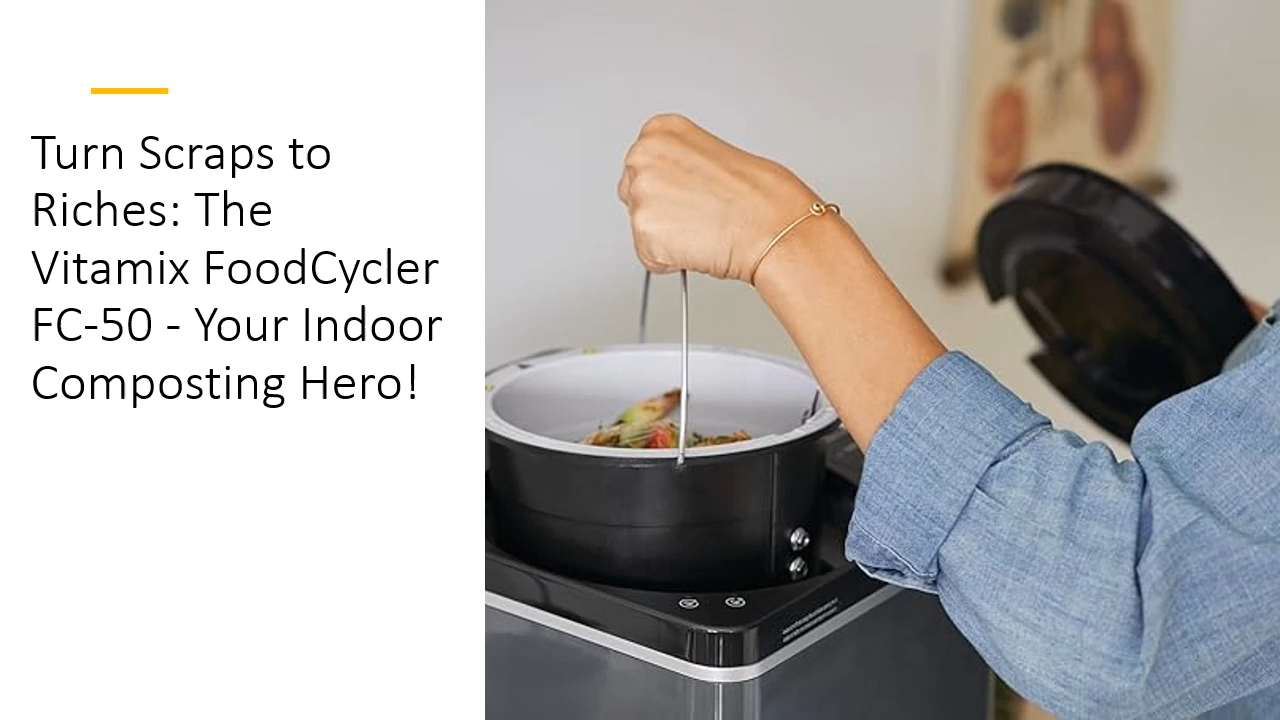 Turn Scraps to
Riches: The
Vitamix FoodCycler
FC-50 - Your Indoor
Composting Hero!